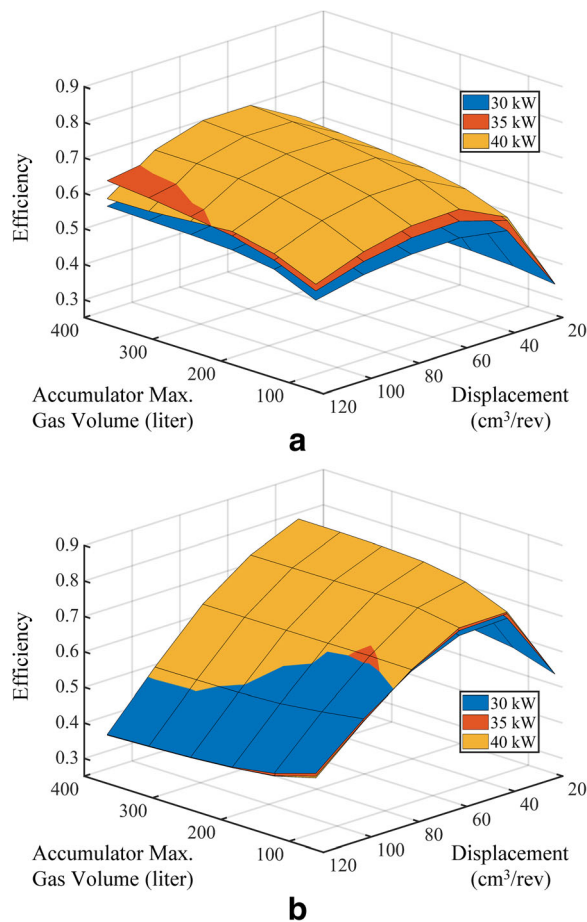 0.9
0.8
0.7
0.6
0.5
0.4
0.3
Efficiency
30 kW
35 kW
40 kW
400
300
200
100
120
100
80
60
40
20
Accumulator Max.
Gas Volume (liter)
Displacement
(cm³/rev)
a
0.9
0.8
0.7
0.6
0.5
0.4
0.3
Efficiency
30 kW
35 kW
40 kW
400
300
200
100
120
100
80
60
40
20
Accumulator Max.
Gas Volume (liter)
Displacement
(cm³/rev)
b